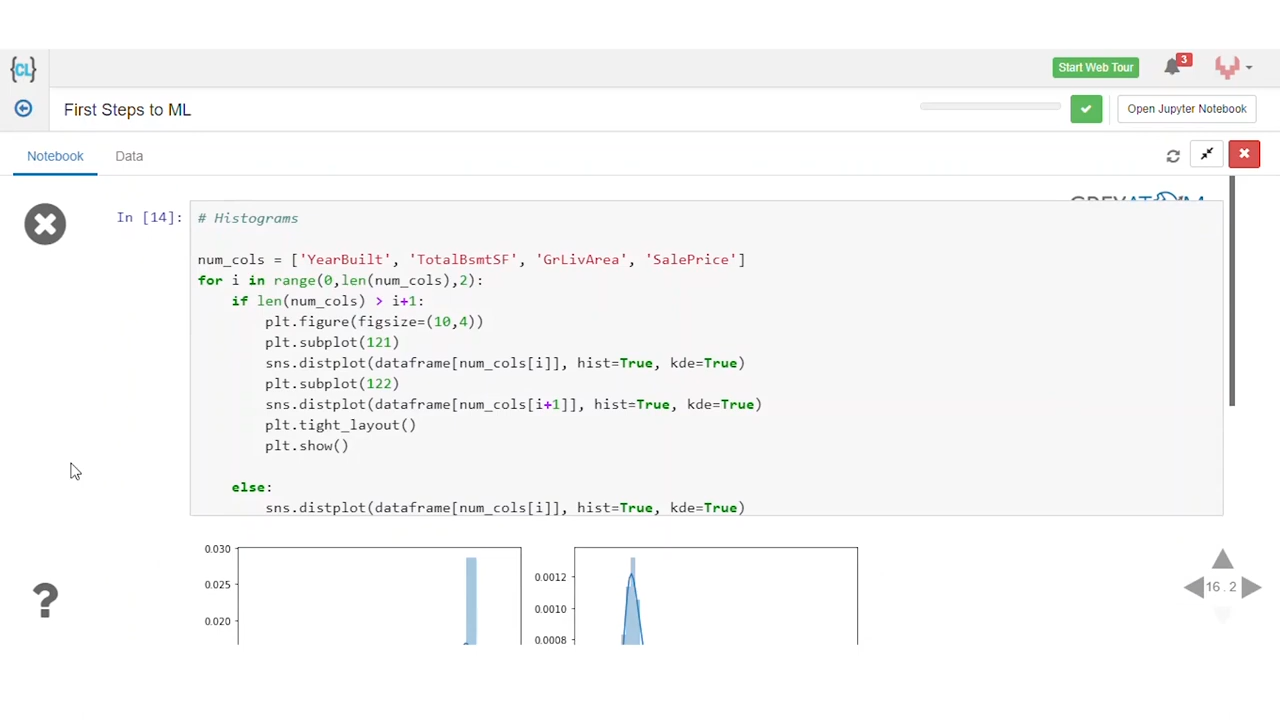 {CL}
Start Web Tour
3
First Steps to ML
Open Jupyter Notebook
Notebook
Data
In [14]:
# Histograms
num_cols = ['YearBuilt', 'TotalBsmtSF', 'GrLivArea', 'SalePrice']
for i in range(0,len(num_cols),2):
if len(num_cols) > i+1:
plt.figure(figsize=(10,4))
plt.subplot(121)
sns.distplot(dataframe[num_cols[i]], hist=True, kde=True)
plt.subplot(122)
sns.distplot(dataframe[num_cols[i+1]], hist=True, kde=True)
plt.tight_layout()
plt.show()
else:
sns.distplot(dataframe[num_cols[i]], hist=True, kde=True)
0.030
0.025
0.020
0.0012
0.0010
0.0008
?
16.2